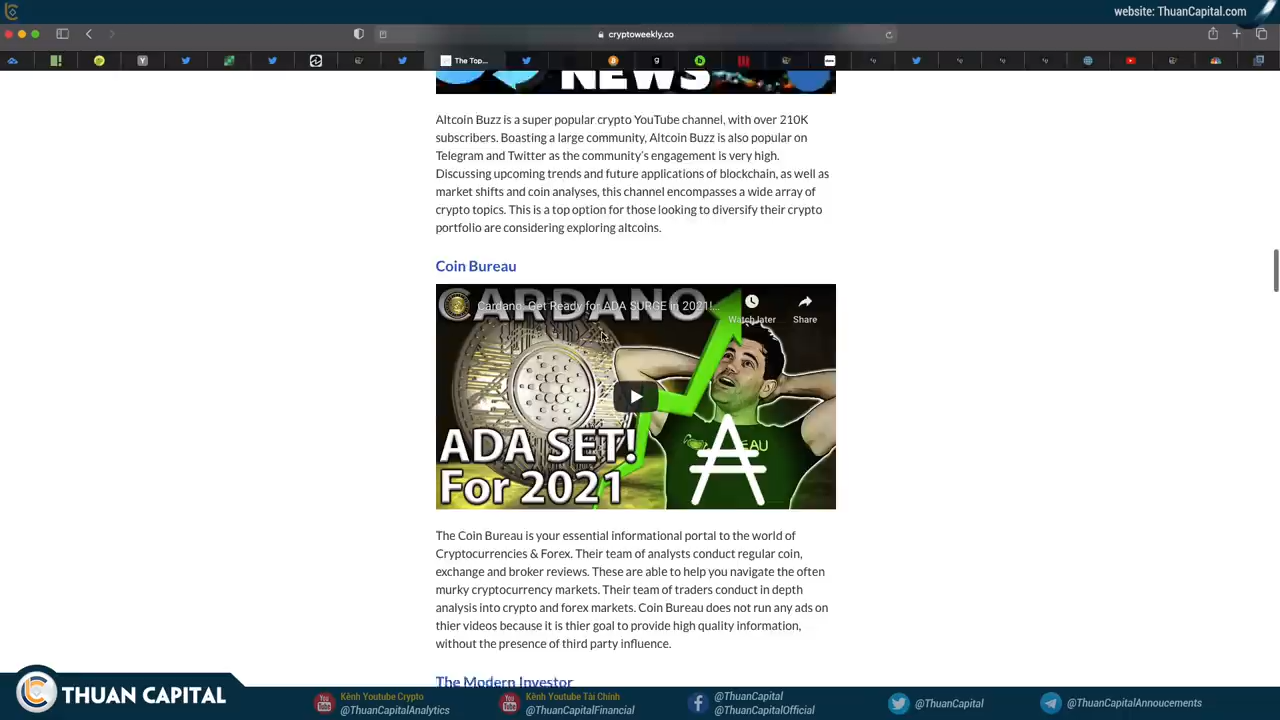 website: ThuanCapital.com
cryptoweekly.co
The Top...
NEWS
Altcoin Buzz is a super popular crypto YouTube channel, with over 210K
subscribers. Boasting a large community, Altcoin Buzz is also popular on
Telegram and Twitter as the community's engagement is very high.
Discussing upcoming trends and future applications of blockchain, as well as
market shifts and coin analyses, this channel encompasses a wide array of
crypto topics. This is a top option for those looking to diversify their crypto
portfolio are considering exploring altcoins.
Coin Bureau
CARDANO
Cardano: Get Ready for ADA SURGE in 2021!...
Watch later
Share
EAU
ADA SET!
For 2021
The Coin Bureau is your essential informational portal to the world of
Cryptocurrencies & Forex. Their team of analysts conduct regular coin,
exchange and broker reviews. These are able to help you navigate the often
murky cryptocurrency markets. Their team of traders conduct in depth
analysis into crypto and forex markets. Coin Bureau does not run any ads on
thier videos because it is thier goal to provide high quality information,
without the presence of third party influence.
The Modern Investor
THUAN CAPITAL
Kênh Youtube Crypto
@ThuanCapitalAnalytics
Kênh Youtube Tài Chính
@ThuanCapitalFinancial
@ThuanCapital
@ThuanCapitalOfficial
@ThuanCapital
@ThuanCapitalAnnoucements